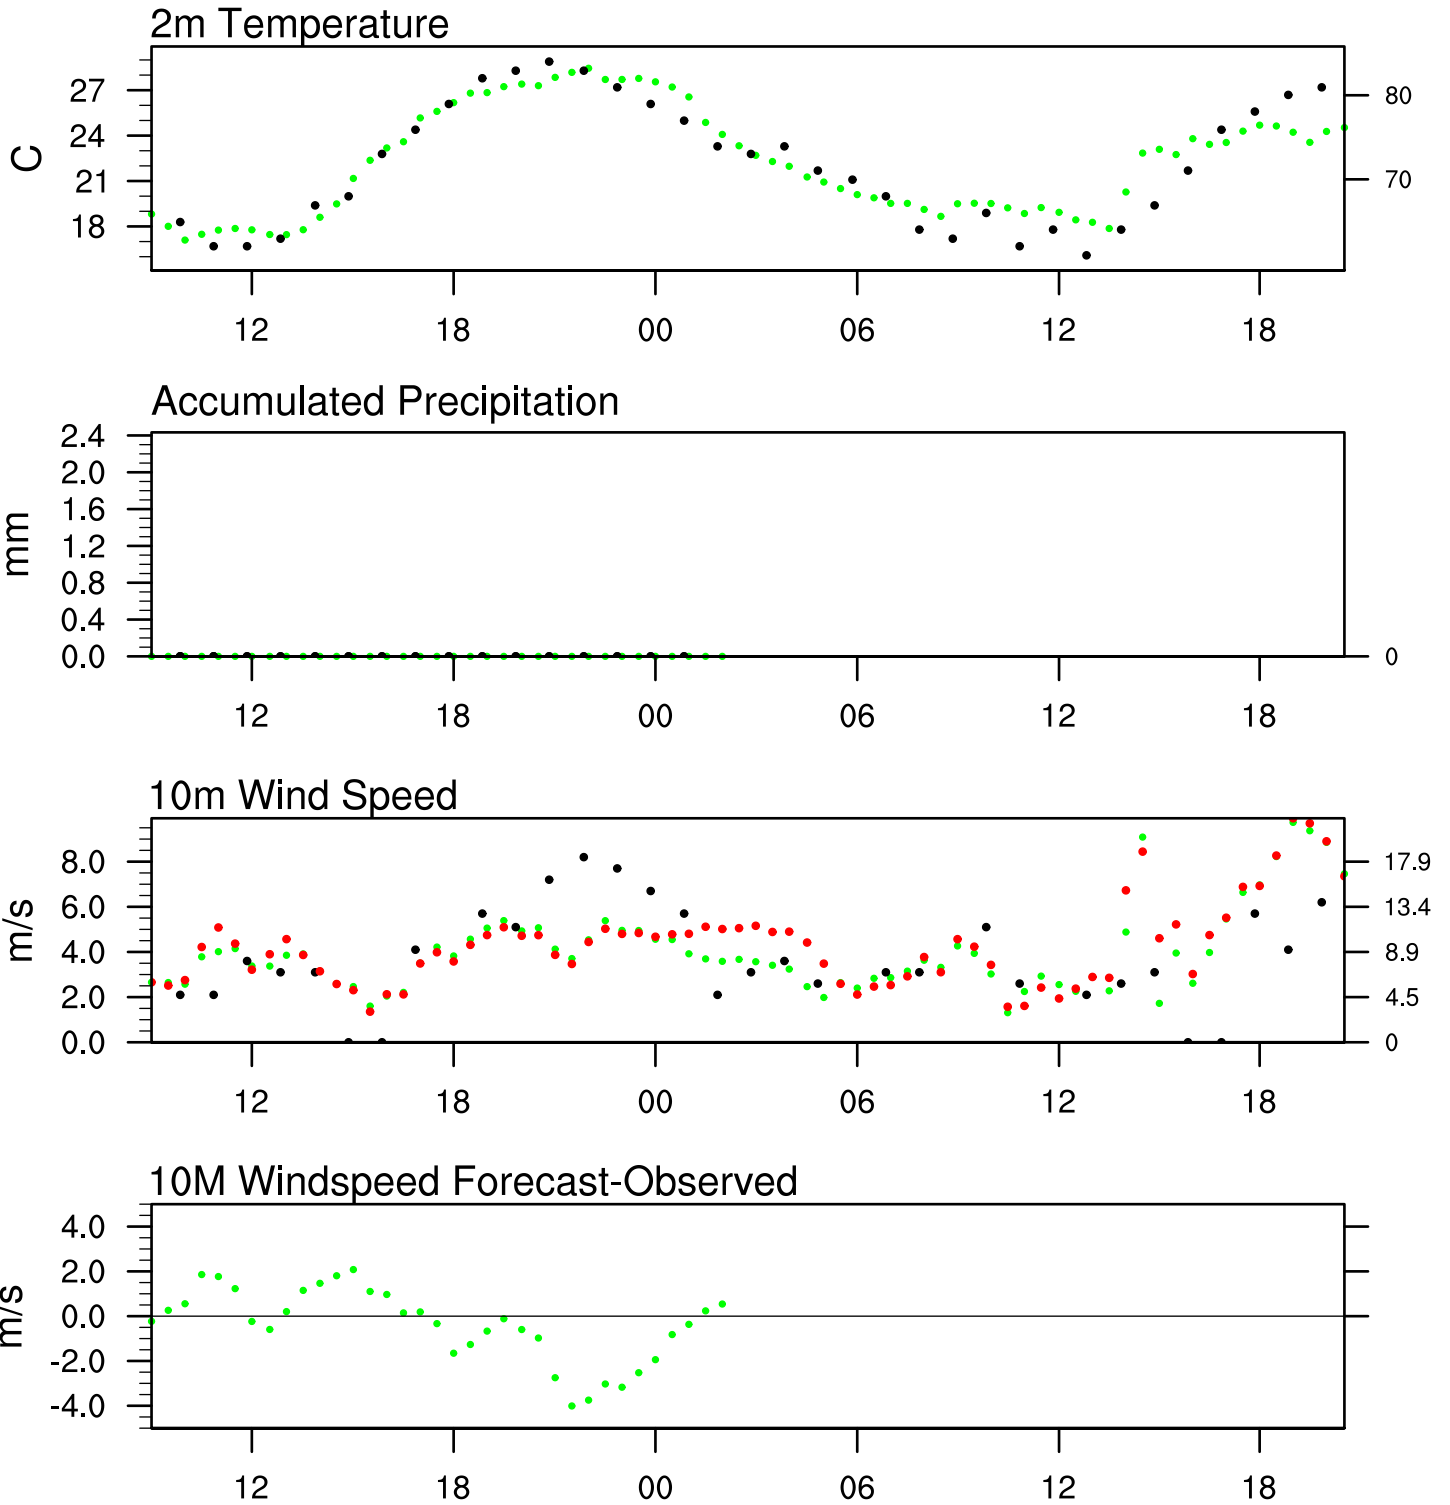 2m Temperature
27
24
21
18
C
80
70
12 18 00 06 12 18
Accumulated Precipitation
2.4
2.0
1.6
1.2
0.8
0.4
0.0
mm
0
12 18 00 06 12 18
10m Wind Speed
8.0
6.0
4.0
2.0
0.0
m/s
17.9
13.4
8.9
4.5
0
12 18 00 06 12 18
10M Windspeed Forecast-Observed
4.0
2.0
0.0
-2.0
-4.0
m/s
12 18 00 06 12 18